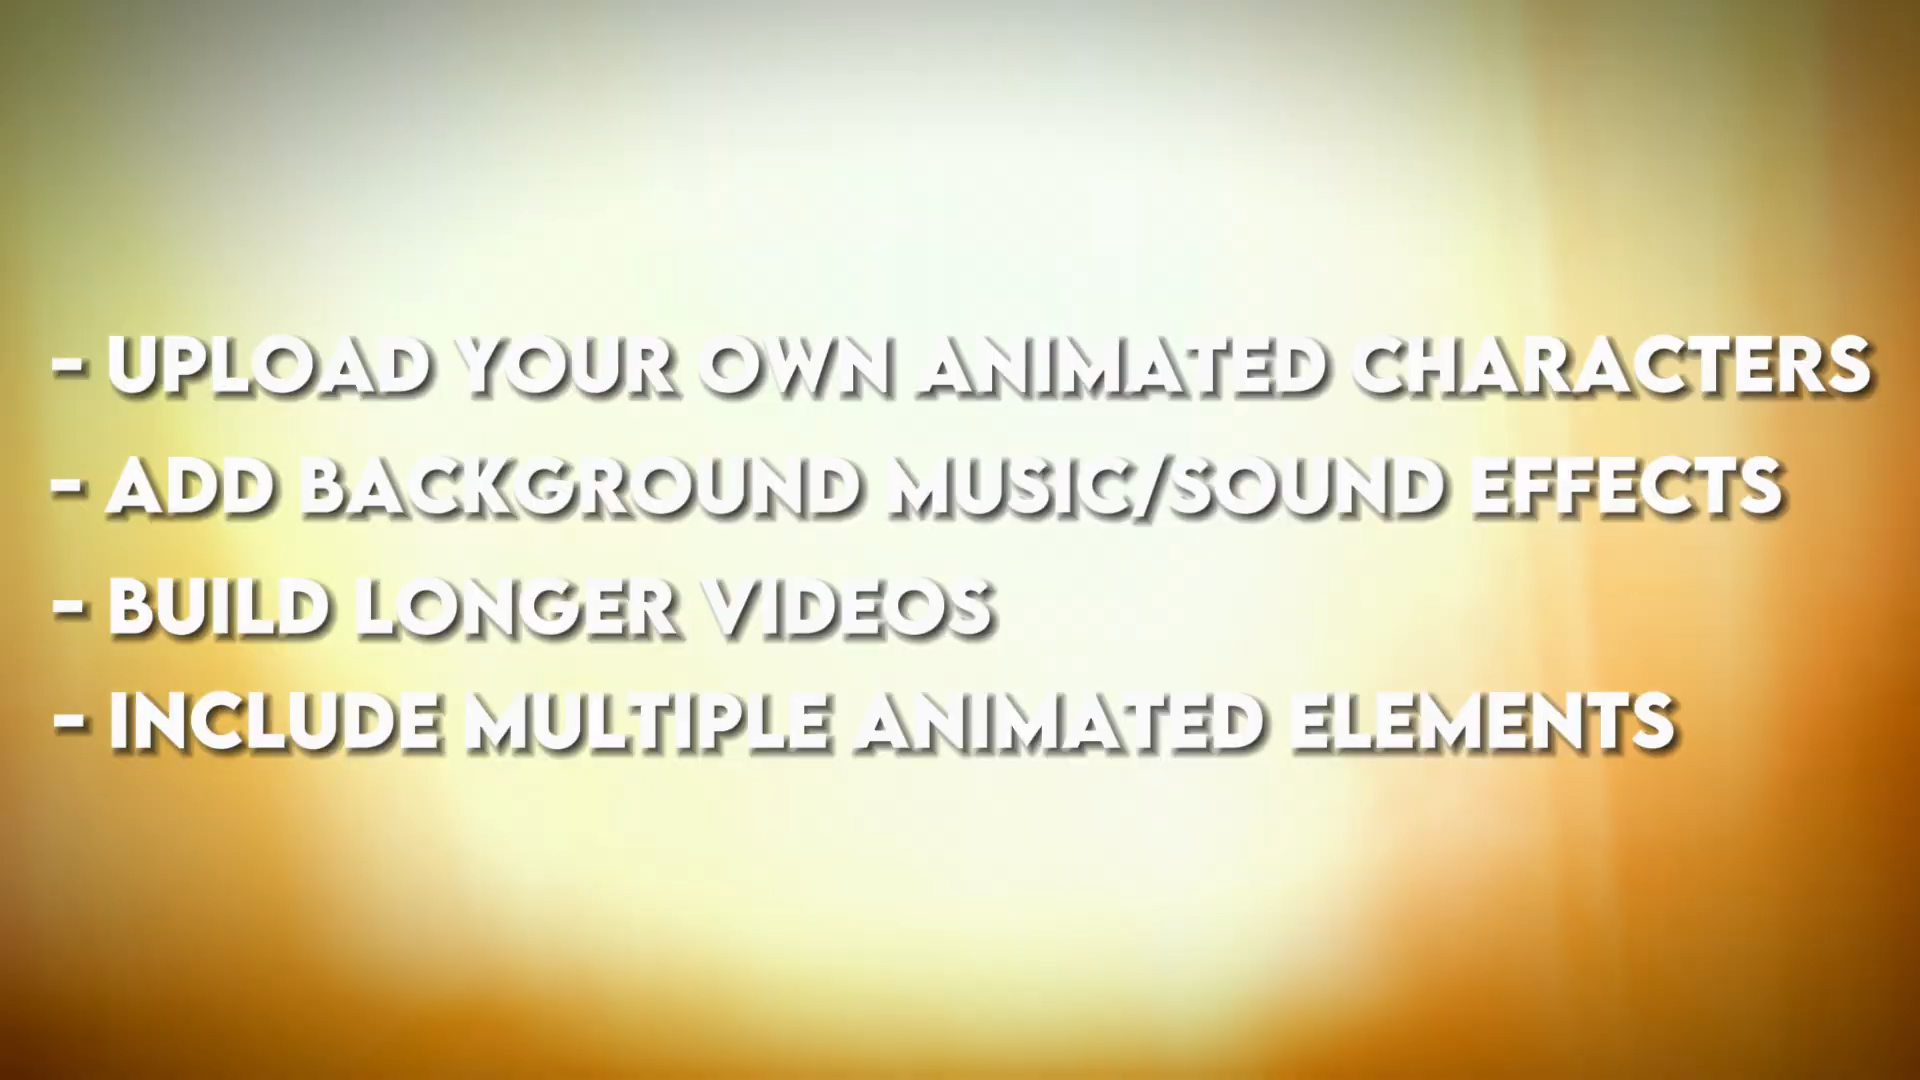 - UPLOAD YOUR OWN ANIMATED CHARACTERS
- ADD BACKGROUND MUSIC/SOUND EFFECTS
- BUILD LONGER VIDEOS
- INCLUDE MULTIPLE ANIMATED ELEMENTS